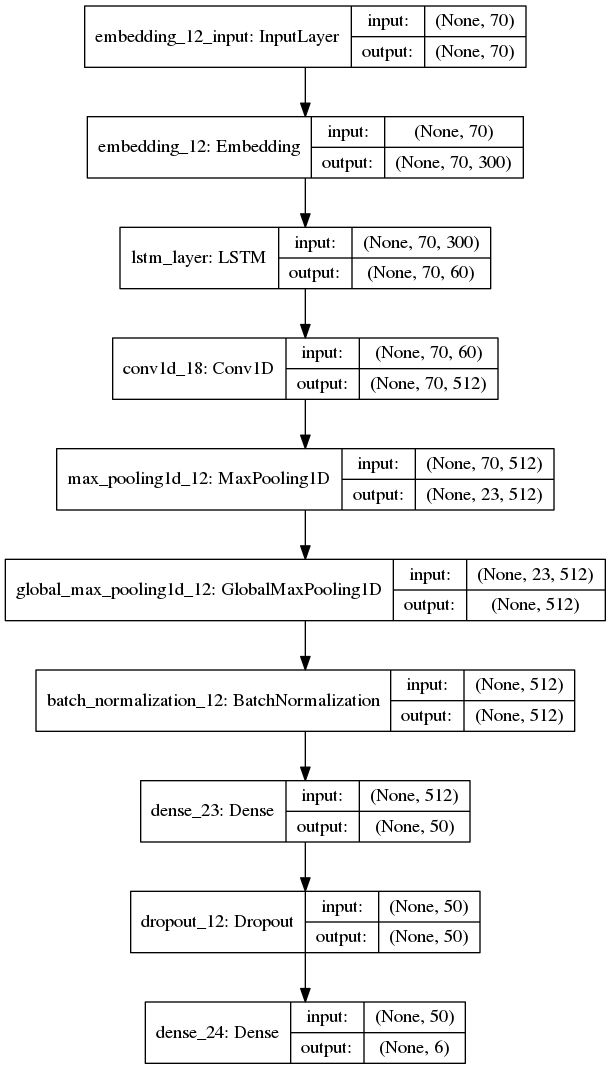 embedding_12_input: InputLayer
input:
(None, 70)
output:
(None, 70)
embedding_12: Embedding
input:
(None, 70)
output:
(None, 70, 300)
lstm_layer: LSTM
input:
(None, 70, 300)
output:
(None, 70, 60)
conv1d_18: Conv1D
input:
(None, 70, 60)
output:
(None, 70, 512)
max_pooling1d_12: MaxPooling1D
input:
(None, 70, 512)
output:
(None, 23, 512)
global_max_pooling1d_12: GlobalMaxPooling1D
input:
(None, 23, 512)
output:
(None, 512)
batch_normalization_12: BatchNormalization
input:
(None, 512)
output:
(None, 512)
dense_23: Dense
input:
(None, 512)
output:
(None, 50)
dropout_12: Dropout
input:
(None, 50)
output:
(None, 50)
dense_24: Dense
input:
(None, 50)
output:
(None, 6)